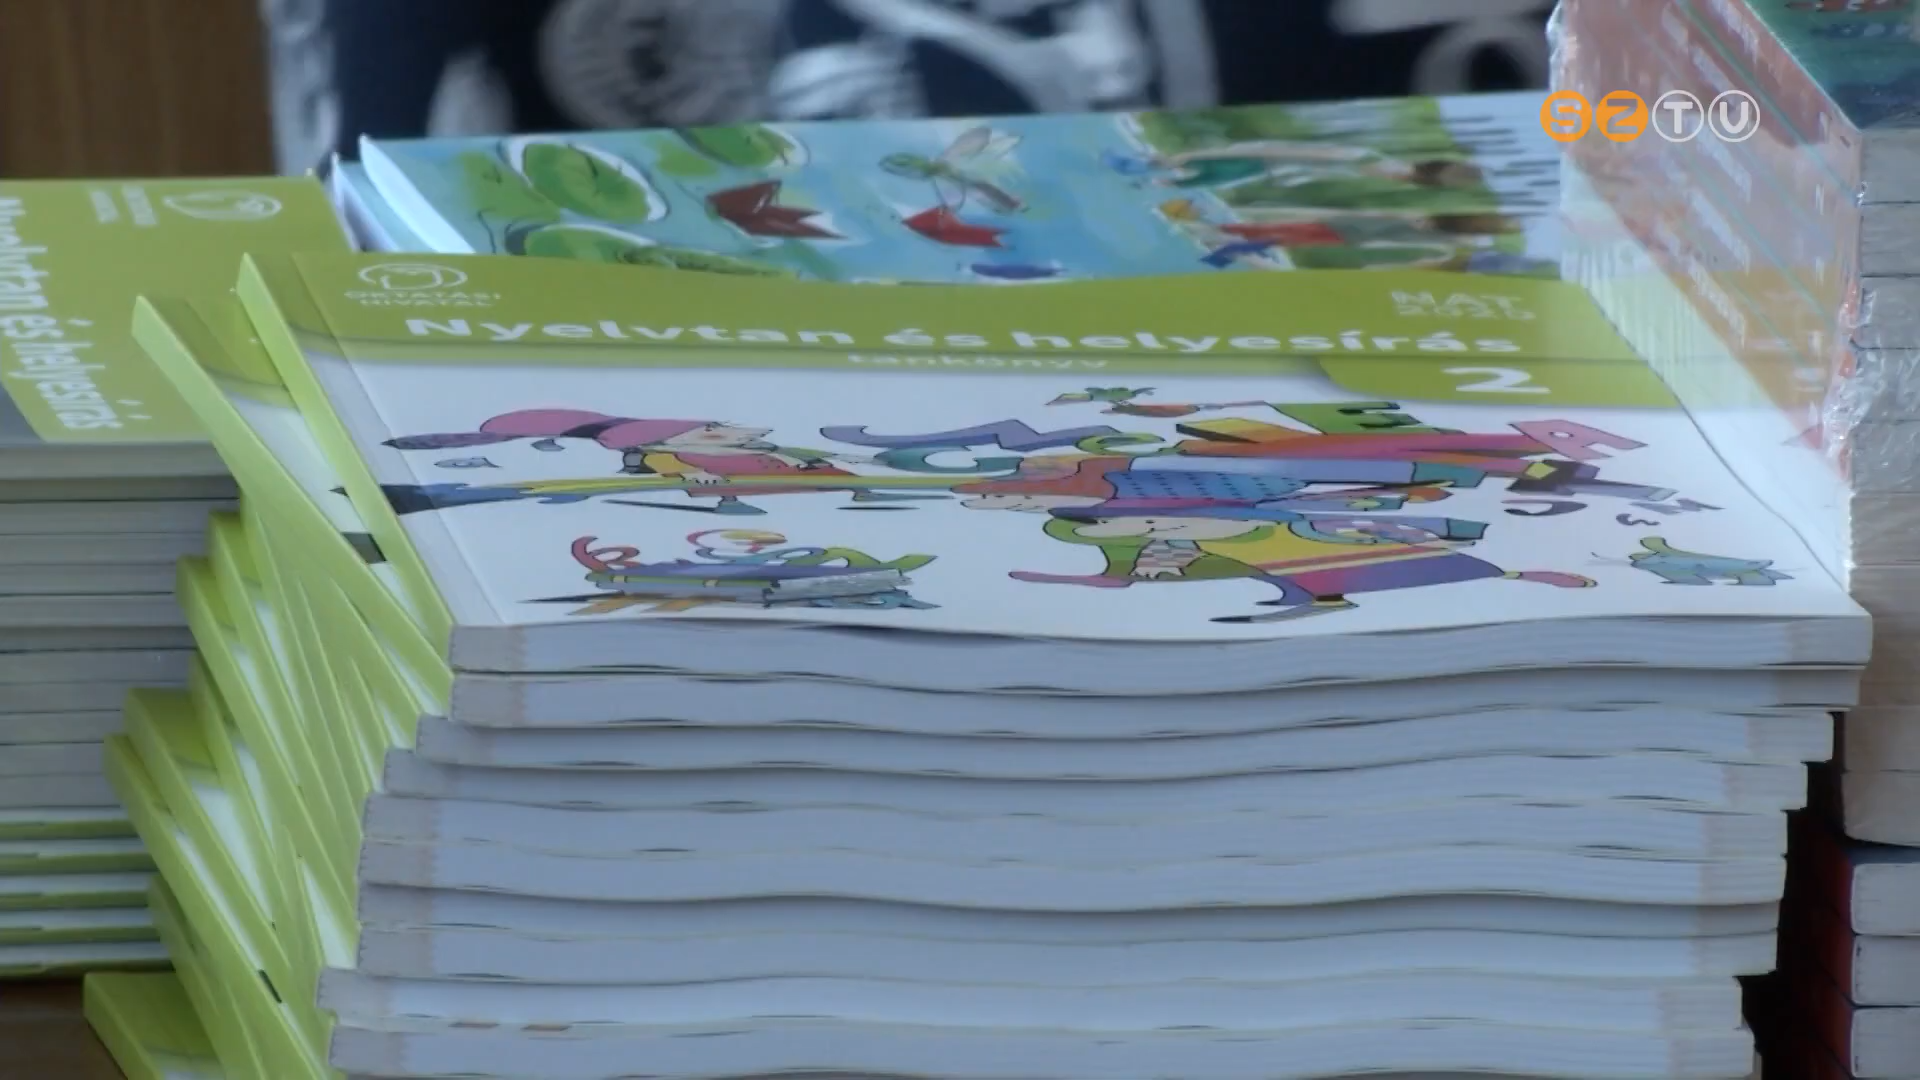 SZTV
OKTATÁSI
HIVATAL
NAT
2020
Nyelvtan és helyesírás
tankönyv
2
Nyelvtan és helyesírás